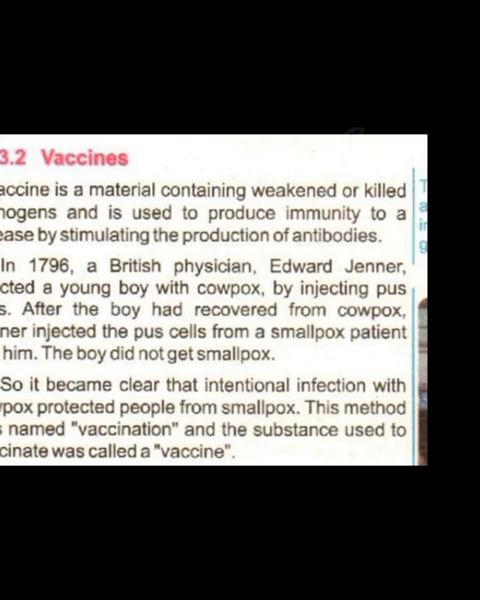 3.2 Vaccines
accine is a material containing weakened or killed
nogens and is used to produce immunity to a
ease by stimulating the production of antibodies.
In 1796, a British physician, Edward Jenner,
cted a young boy with cowpox, by injecting pus
s. After the boy had recovered from cowpox,
ner injected the pus cells from a smallpox patient
him. The boy did not get smallpox.
So it became clear that intentional infection with
vpox protected people from smallpox. This method
s named "vaccination" and the substance used to
cinate was called a "vaccine".